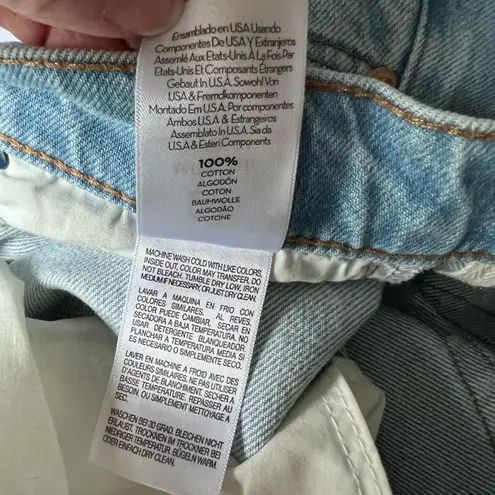 Ensamblado en USA Usando
Componentes De USA Y Extranjeros
Assemblé Aux Etats-Unis À La Fois Par
Etats-Unis Et Composants Étrangers
Gebaut In U.S.A. Sowohl Von
USA & Fremdkomponenten
Montado Em U.S.A. Por componentes
Ambos U.S.A & Estrangeiros
Assemblato In U.S.A. Sia da
USA & Esteri Components
100%
COTTON
ALGODÓN
COTON
BAUMWOLLE
ALGODÃO
COTONE
MACHINE WASH COLD WITH LIKE COLORS,
INSIDE OUT, COLOR MAY TRANSFER. DO
NOT BLEACH. TUMBLE DRY LOW, IRON
MEDIUM IF NECESSARY, OR JUST DRY CLEAN.
LAVAR A MAQUINA EN FRIO CON
COLORES SIMILARES. AL REVES.
COLOR PUEDE CAMBIAR. SECAR EN
SECADORA A BAJA TEMPERATURA. NO
USAR DETERGENTE BLANQUEADOR.
PLANCHAR A TEMPERATURA MEDIA SI
ES NECESARIO O SIMPLEMENTE SECO.
LAVER EN MACHINE A FROID AVEC DES
COULEURS SIMILAIRES. NE PAS UTILISER
D'AGENTS DE BLANCHIMENT. SECHER A
BASSE TEMPERATURE. REPASSER AU
BESOIN. OU SIMPLEMENT METTOYAGE A
SEC.
WASCHEN BEI 30 GRAD. BLEICHEN NICHT
ERLAUBT. TROCKNEN IM TROCKNER BEI
NIEDRIGER TEMPERATUR. BÜGELN WARM.
ODER EINFACH DRY CLEAN.